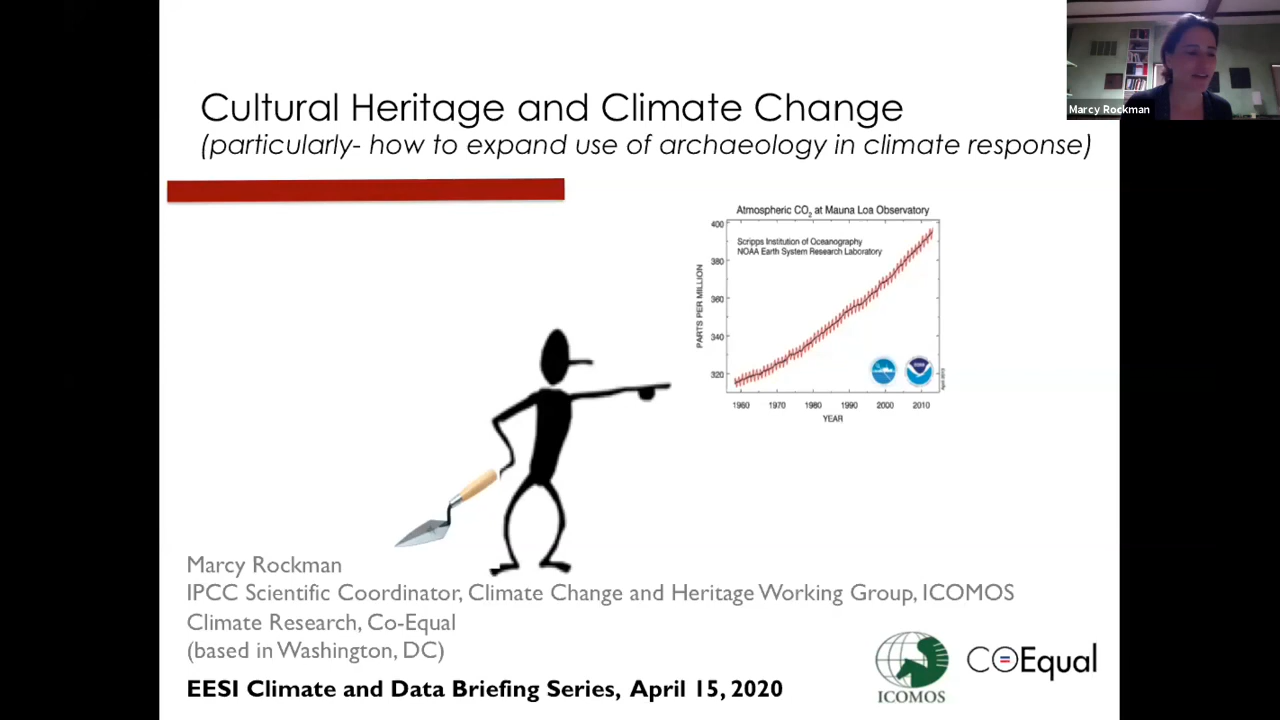 Cultural Heritage and Climate Change
(particularly- how to expand use of archaeology in climate response)
Marcy Rockman
Atmospheric CO2 at Mauna Loa Observatory
Scripps Institution of Oceanography
NOAA Earth System Research Laboratory
PARTS PER MILLION
400
380
360
340
320
1960 1970 1980 1990 2000 2010
YEAR
Marcy Rockman
IPCC Scientific Coordinator, Climate Change and Heritage Working Group, ICOMOS
Climate Research, Co-Equal
(based in Washington, DC)
EESI Climate and Data Briefing Series, April 15, 2020
ICOMOS
COEqual